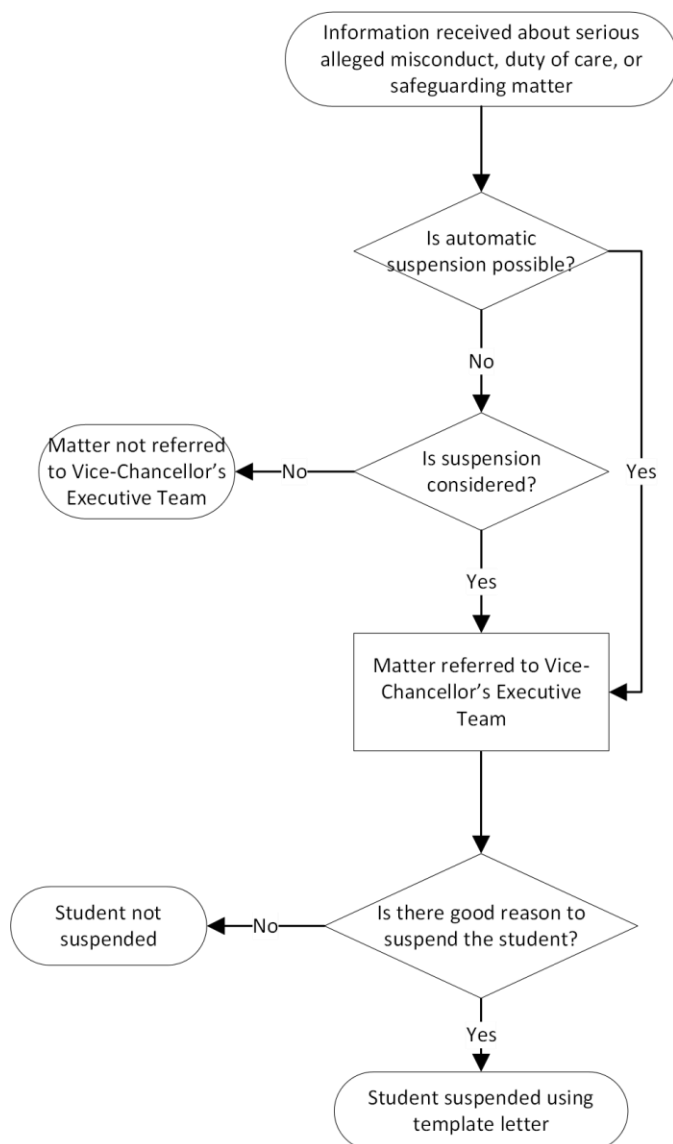 Information received about serious
alleged misconduct, duty of care, or
safeguarding matter
Is automatic
suspension possible?
No
Yes
Is suspension
considered?
No
Matter not referred
to Vice-Chancellor’s
Executive Team
Yes
Matter referred to Vice-
Chancellor’s Executive
Team
Is there good reason to
suspend the student?
No
Student not
suspended
Yes
Student suspended using
template letter